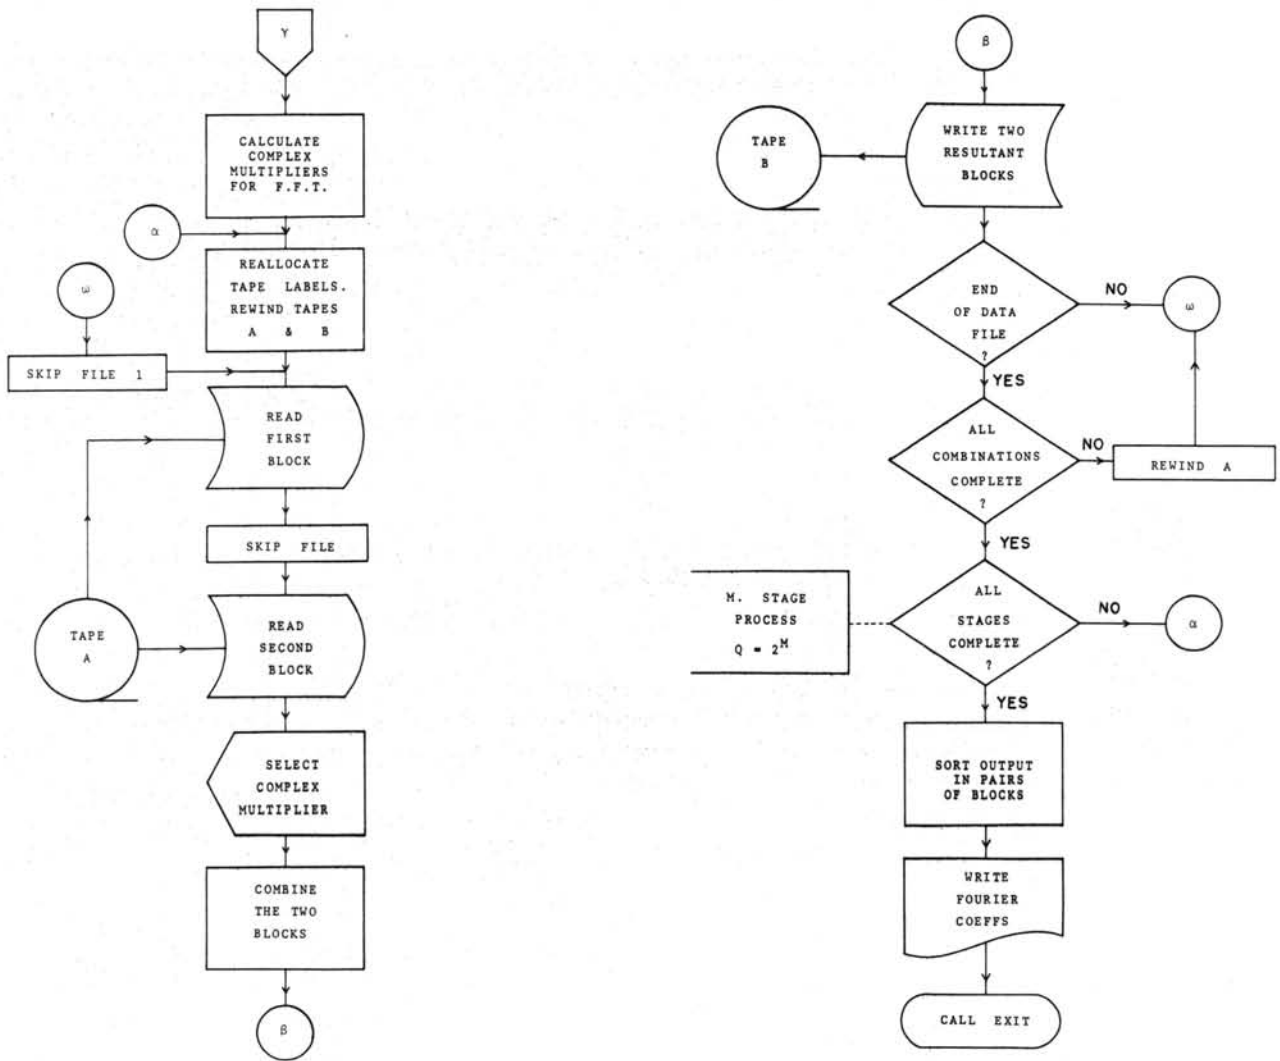 γ
CALCULATE
COMPLEX
MULTIPLIERS
FOR F.F.T.
α
REALLOCATE
TAPE LABELS.
REWIND TAPES
A & B
ω
SKIP FILE 1
READ
FIRST
BLOCK
SKIP FILE
TAPE
A
READ
SECOND
BLOCK
SELECT
COMPLEX
MULTIPLIER
COMBINE
THE TWO
BLOCKS
β
β
WRITE TWO
RESULTANT
BLOCKS
TAPE
B
END
OF DATA
FILE
?
NO
ω
YES
ALL
COMBINATIONS
COMPLETE
?
NO
REWIND A
YES
M. STAGE
PROCESS
Q = 2^M
ALL
STAGES
COMPLETE
?
NO
α
YES
SORT OUTPUT
IN PAIRS
OF BLOCKS
WRITE
FOURIER
COEFFS
CALL EXIT